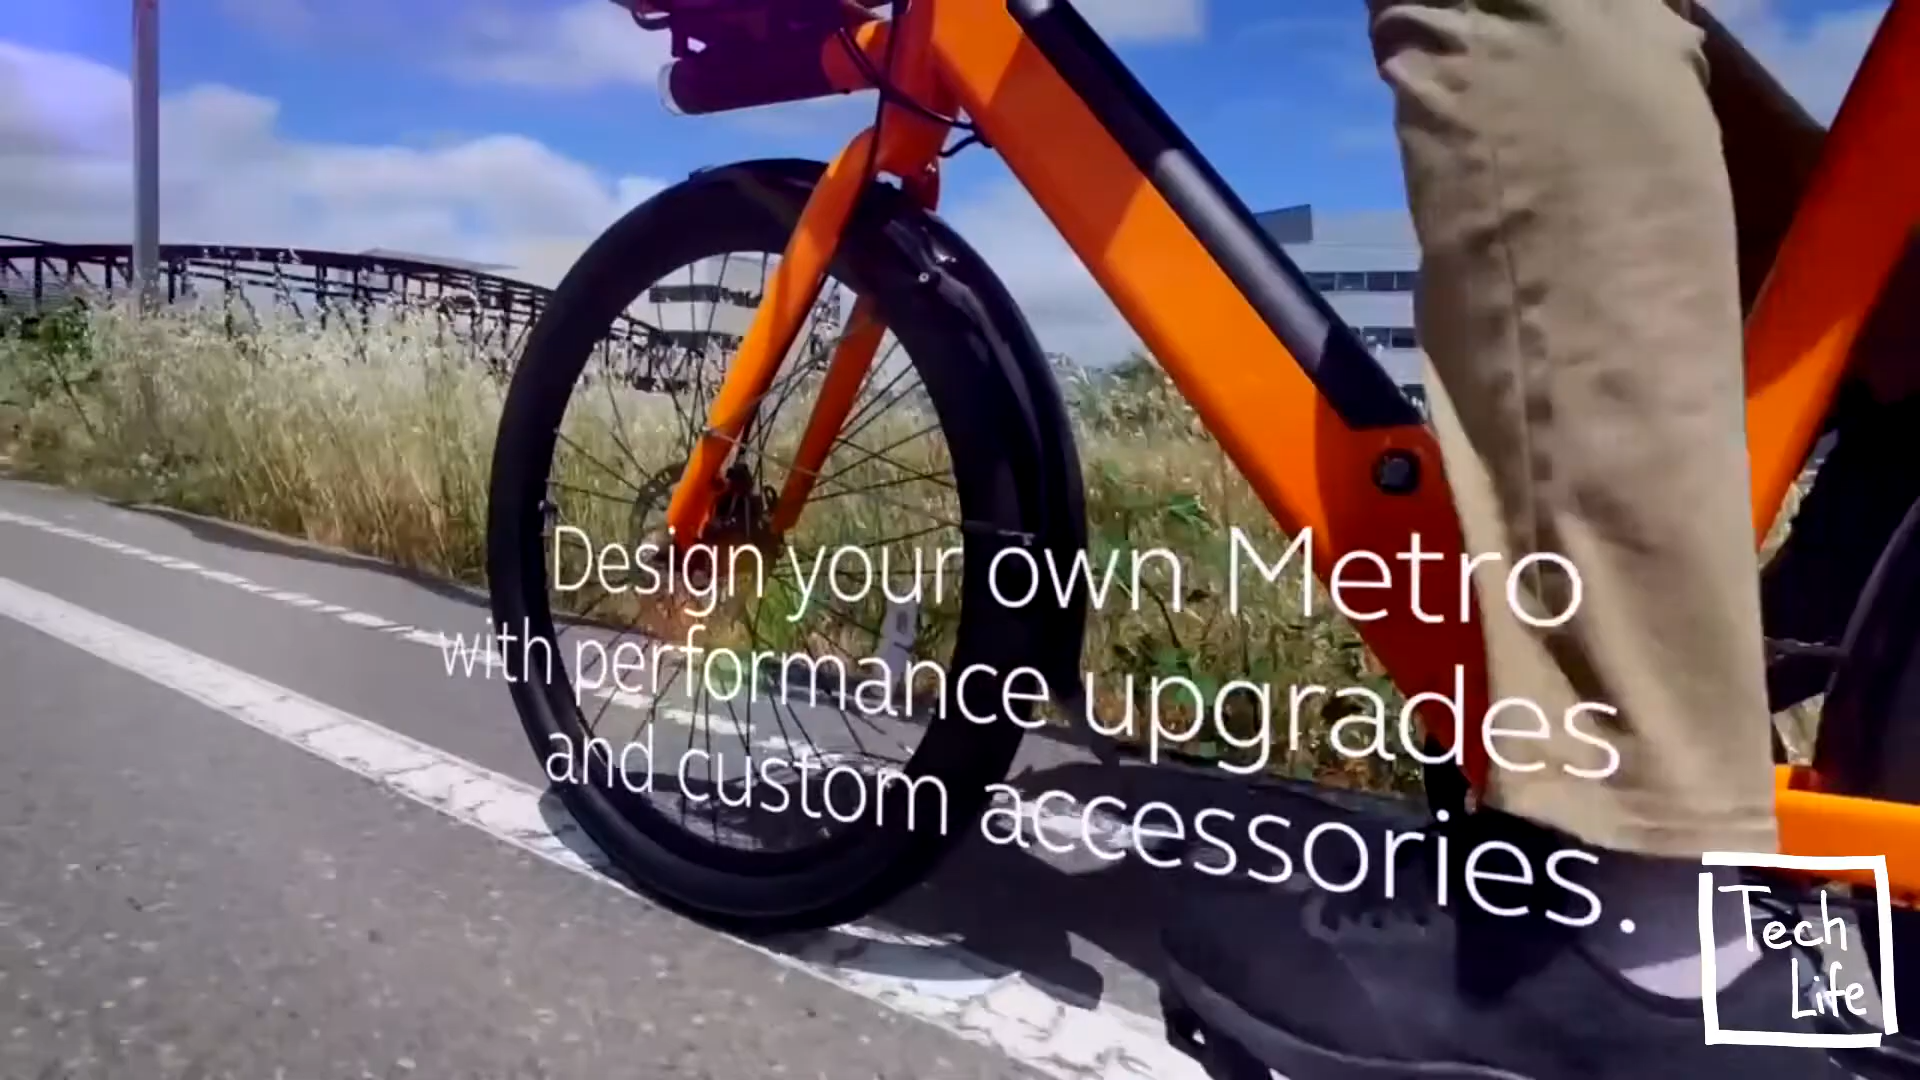 Design your own Metro
with performance upgrades
and custom accessories.
Tech
Life